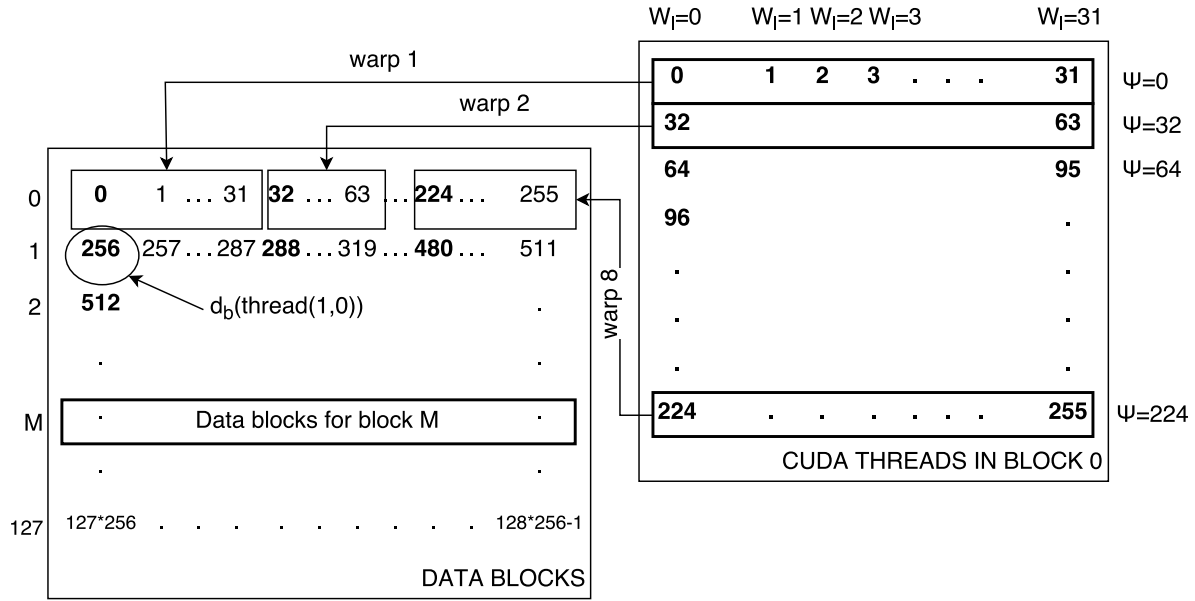 W_l=0 W_l=1 W_l=2 W_l=3 W_l=31
warp 1
0 1 2 3 . . . 31 Ψ=0
warp 2
32 63 Ψ=32
64 95 Ψ=64
0 0 1 ... 31 32 ... 63 ... 224 ... 255
96 .
1 256 257 ... 287 288 ... 319 ... 480 ... 511
. .
2 512 .
d_b(thread(1,0))
warp 8
. .
. .
. .
224 . . . . . 255 Ψ=224
M . Data blocks for block M .
CUDA THREADS IN BLOCK 0
. .
127 127*256 . . . . . . . . . 128*256-1
DATA BLOCKS